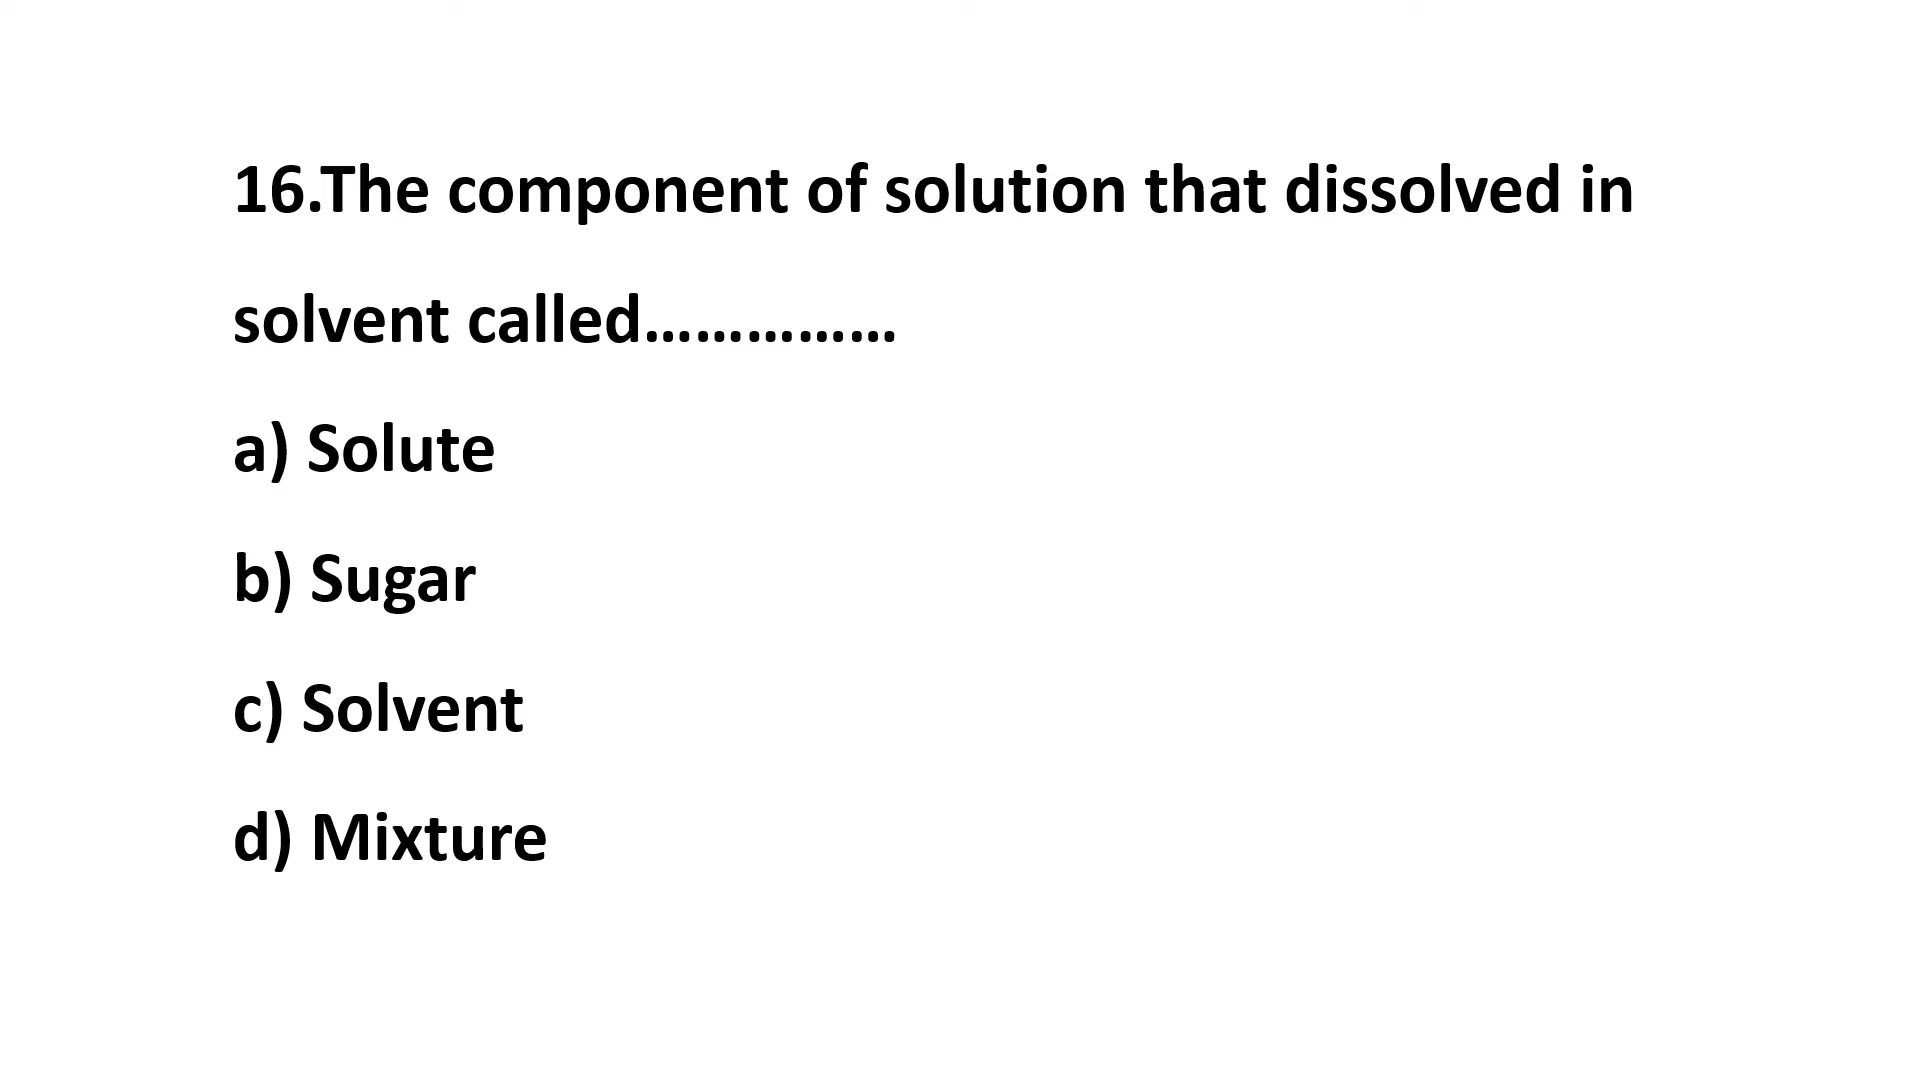 16.The component of solution that dissolved in
solvent called……………
a) Solute
b) Sugar
c) Solvent
d) Mixture